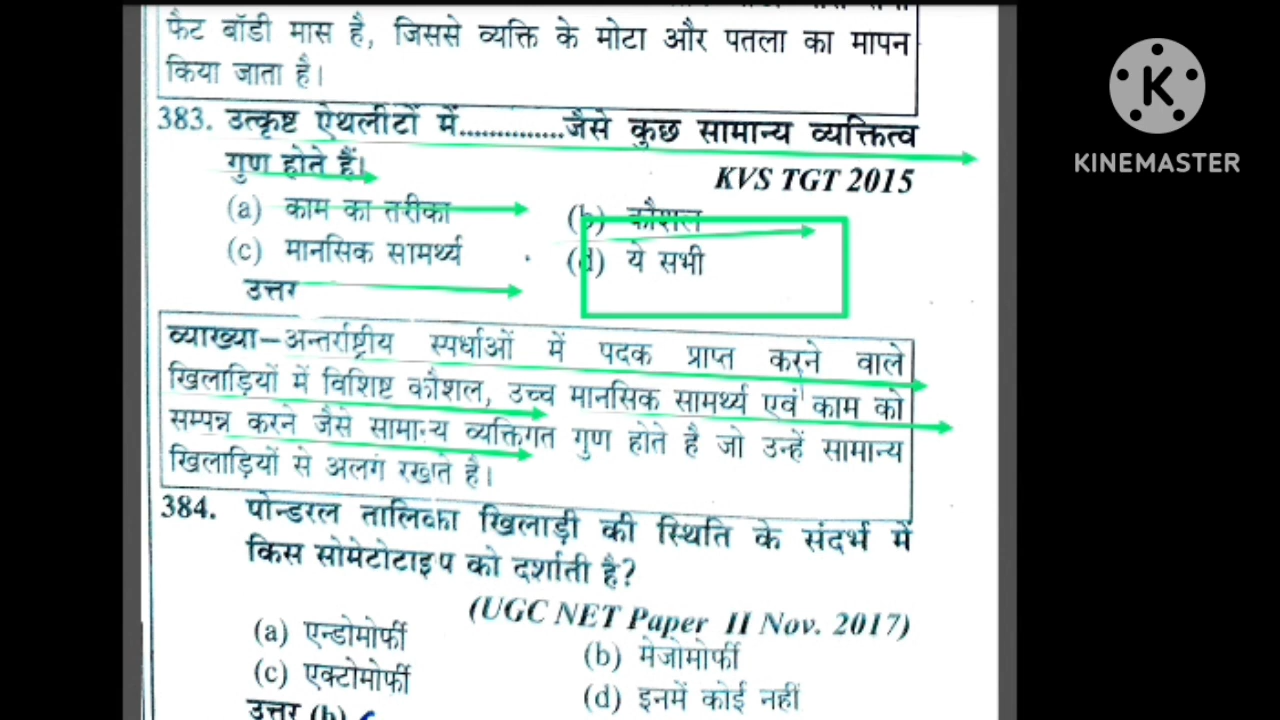 फैट बॉडी मास है, जिससे व्यक्ति के मोटा और पतला का मापन
किया जाता है।
383. उत्कृष्ट ऐथलीटों में...............जैसे कुछ सामान्य व्यक्तित्व
गुण होते हैं।
KVS TGT 2015
(a) काम का तरीका (b) कौशल
(c) मानसिक सामर्थ्य (d) ये सभी
उत्तर
व्याख्या–अन्तर्राष्ट्रीय स्पर्धाओं में पदक प्राप्त करने वाले
खिलाड़ियों में विशिष्ट कौशल, उच्च मानसिक सामर्थ्य एवं काम को
सम्पन्न करने जैसे सामान्य व्यक्तिगत गुण होते है जो उन्हें सामान्य
खिलाड़ियों से अलग रखते है।
384. पोन्डरल तालिका खिलाड़ी की स्थिति के संदर्भ में
किस सोमेटोटाइप को दर्शाती है?
(UGC NET Paper II Nov. 2017)
(a) एन्डोमोर्फी (b) मेजोमोर्फी
(c) एक्टोमोर्फी (d) इनमें कोई नहीं
उत्तर (b)
K
KINEMASTER